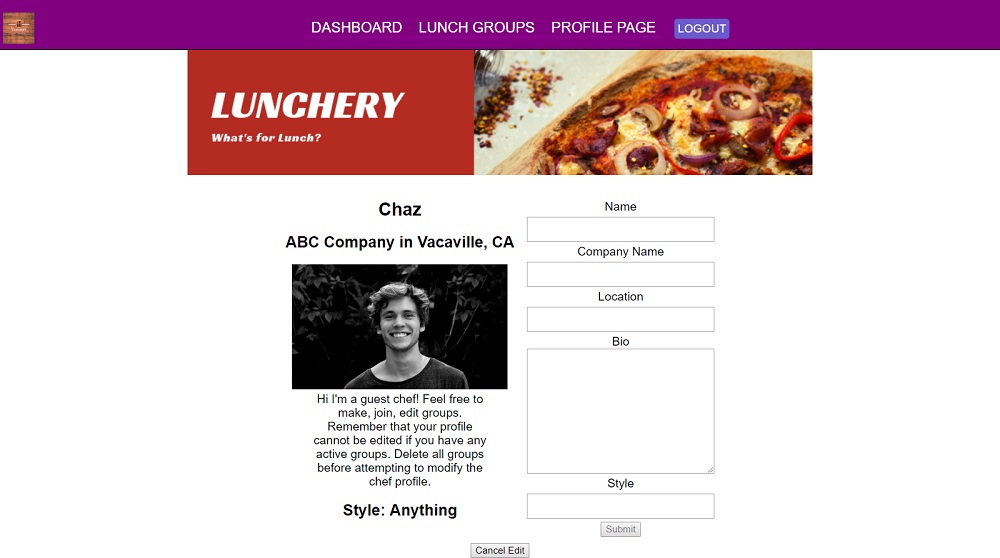 DASHBOARD LUNCH GROUPS PROFILE PAGE LOGOUT
LUNCHERY
What's for Lunch?
Chaz
ABC Company in Vacaville, CA
Hi I'm a guest chef! Feel free to
make, join, edit groups.
Remember that your profile
cannot be edited if you have any
active groups. Delete all groups
before attempting to modify the
chef profile.
Style: Anything
Name
Company Name
Location
Bio
Style
Submit
Cancel Edit